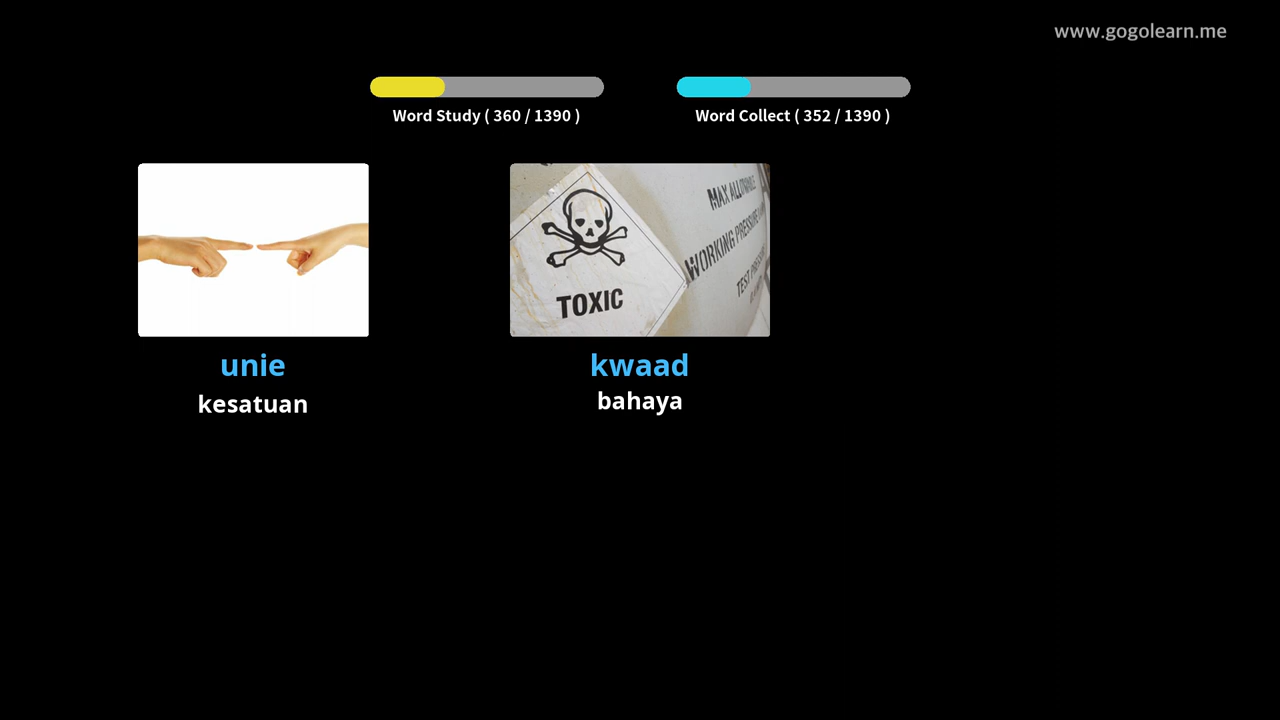 www.gogolearn.me
Word Study ( 360 / 1390 )
Word Collect ( 352 / 1390 )
TOXIC
MAX ALLOWABLE
WORKING PRESSURE
TEST
unie
kesatuan
kwaad
bahaya